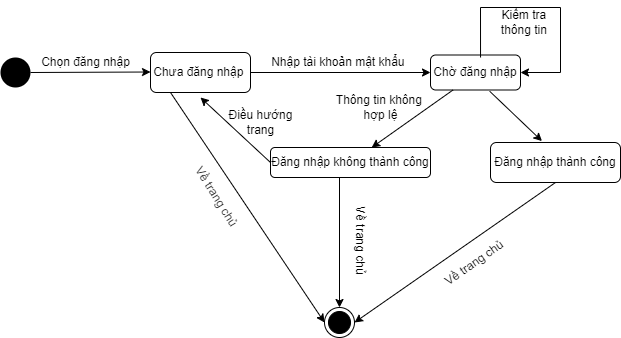 Kiểm tra
thông tin
Chọn đăng nhập
Chưa đăng nhập
Nhập tài khoản mật khẩu
Chờ đăng nhập
Thông tin không
hợp lệ
Điều hướng
trang
Đăng nhập không thành công
Đăng nhập thành công
Về trang chủ
Về trang chủ
Về trang chủ